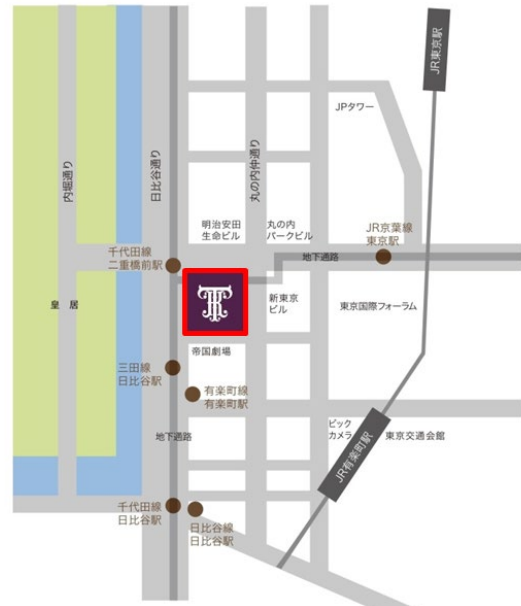 JR東京駅
JPタワー
内堀通り
日比谷通り
丸の内仲通り
明治安田
生命ビル
丸の内
パークビル
JR京葉線
東京駅
千代田線
二重橋前駅
地下通路
皇居
新東京
ビル
東京国際フォーラム
帝国劇場
三田線
日比谷駅
有楽町線
有楽町駅
地下通路
ビック
カメラ
JR有楽町駅
東京交通会館
千代田線
日比谷駅
日比谷線
日比谷駅